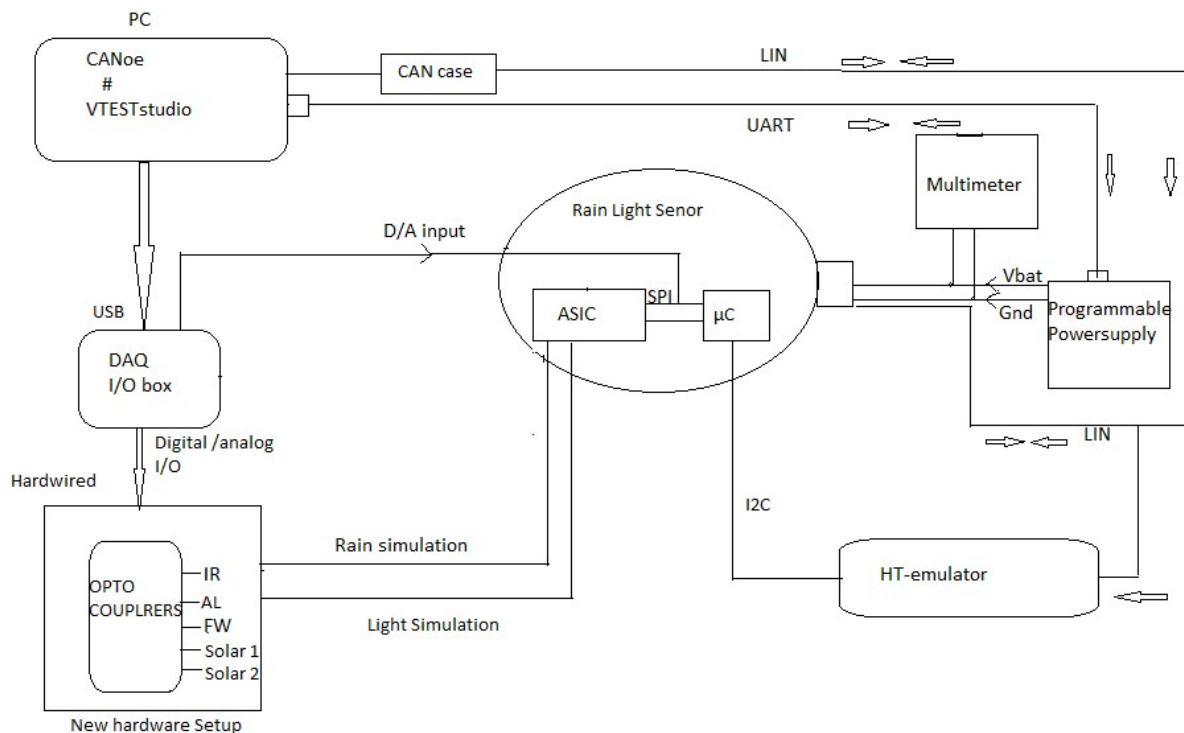 PC
CANoe
#
VTESTstudio
CAN case
LIN
UART
Multimeter
Rain Light Senor
D/A input
SPI
ASIC
µC
Vbat
Gnd
Programmable
Powersupply
USB
DAQ
I/O box
Digital /analog
I/O
Hardwired
LIN
I2C
HT-emulator
Rain simulation
Light Simulation
OPTO
COUPLRERS
IR
AL
FW
Solar 1
Solar 2
New hardware Setup